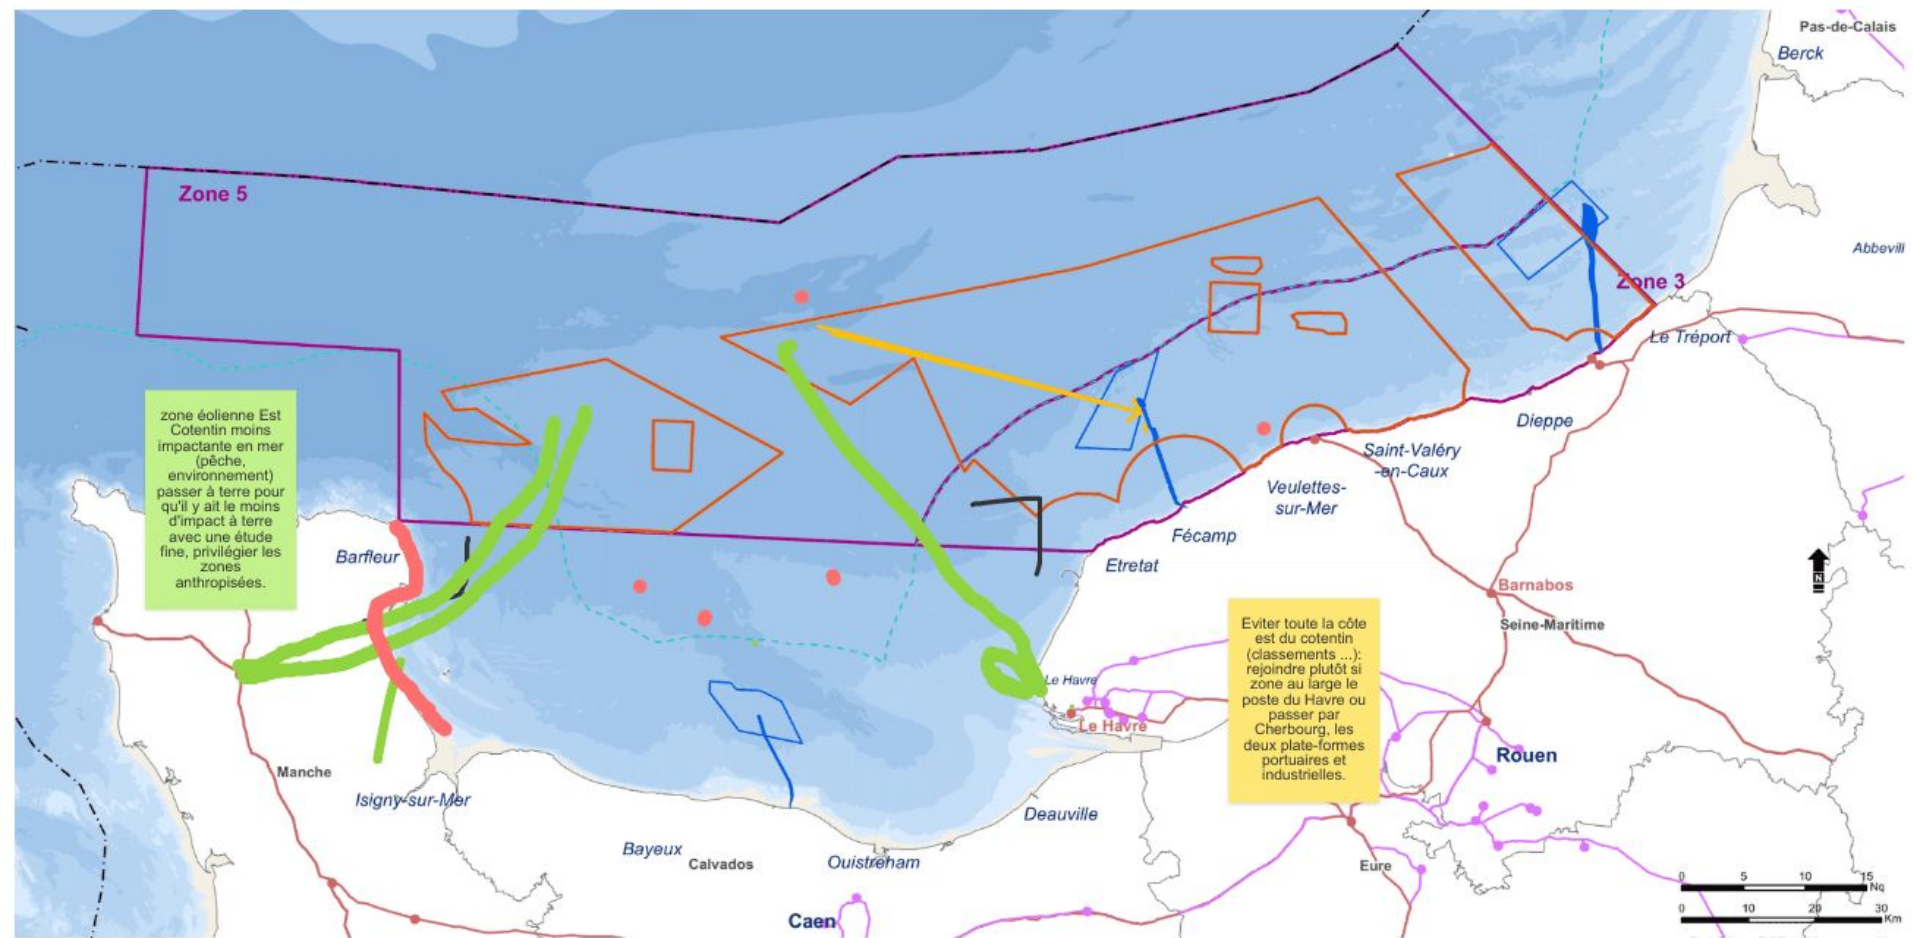 Pas-de-Calais
Berck
Zone 5
Abbevill
Zone 3
Le Tréport
zone éolienne Est
Cotentin moins
impactante en mer
(pêche,
environnement)
passer à terre pour
qu'il y ait le moins
d'impact à terre
avec une étude
fine, privilégier les
zones
anthropisées.
Dieppe
Saint-Valéry
-en-Caux
Veulettes-
sur-Mer
Fécamp
Barfleur
Etretat
N
Barnabos
Seine-Maritime
Eviter toute la côte
est du cotentin
(classements ...):
rejoindre plutôt si
zone au large le
poste du Havre ou
passer par
Cherbourg, les
deux plate-formes
portuaires et
industrielles.
Le Havre
Le Havre
Rouen
Manche
Isigny-sur-Mer
Deauville
Bayeux
Calvados
Ouistreham
Eure
Caen
0 5 10 15
Nq
0 10 20 30
Km